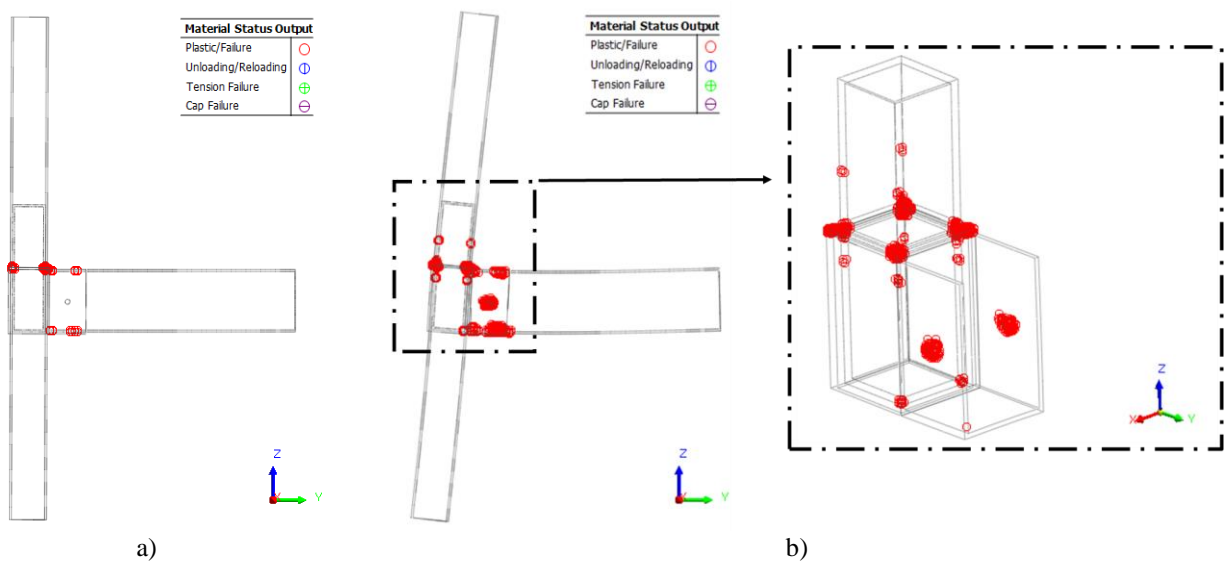 Material Status Output
Plastic/Failure
Unloading/Reloading
Tension Failure
Cap Failure
Z
X
Y
a)
Material Status Output
Plastic/Failure
Unloading/Reloading
Tension Failure
Cap Failure
Z
X
Y
Z
X
Y
b)